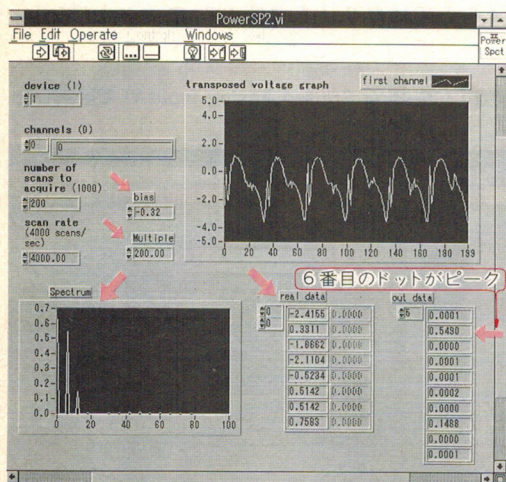 PowerSP2.vi
File Edit Operate Windows
Power
Spct
device (1)
1
channels (0)
0
0
number of
scans to
acquire (1000)
200
scan rate
(4000 scans/
sec)
4000.00
bias
-0.32
Multiple
200.00
transposed voltage graph
first channel
5.0
4.0
2.0
0.0
-2.0
-4.0
-5.0
0 20 40 60 80 100 120 140 160 180 199
6番目のドットがピーク
Spectrum
0.7
0.6
0.5
0.4
0.3
0.2
0.1
0.0
0 20 40 60 80 100
real data
0
0
-2.4155 0.0000
0.3311 0.0000
-1.8662 0.0000
-2.1104 0.0000
-0.5234 0.0000
0.5142 0.0000
0.5142 0.0000
0.7583 0.0000
out data
5
0.0001
0.5430
0.0000
0.0001
0.0001
0.0002
0.0000
0.1488
0.0000
0.0001